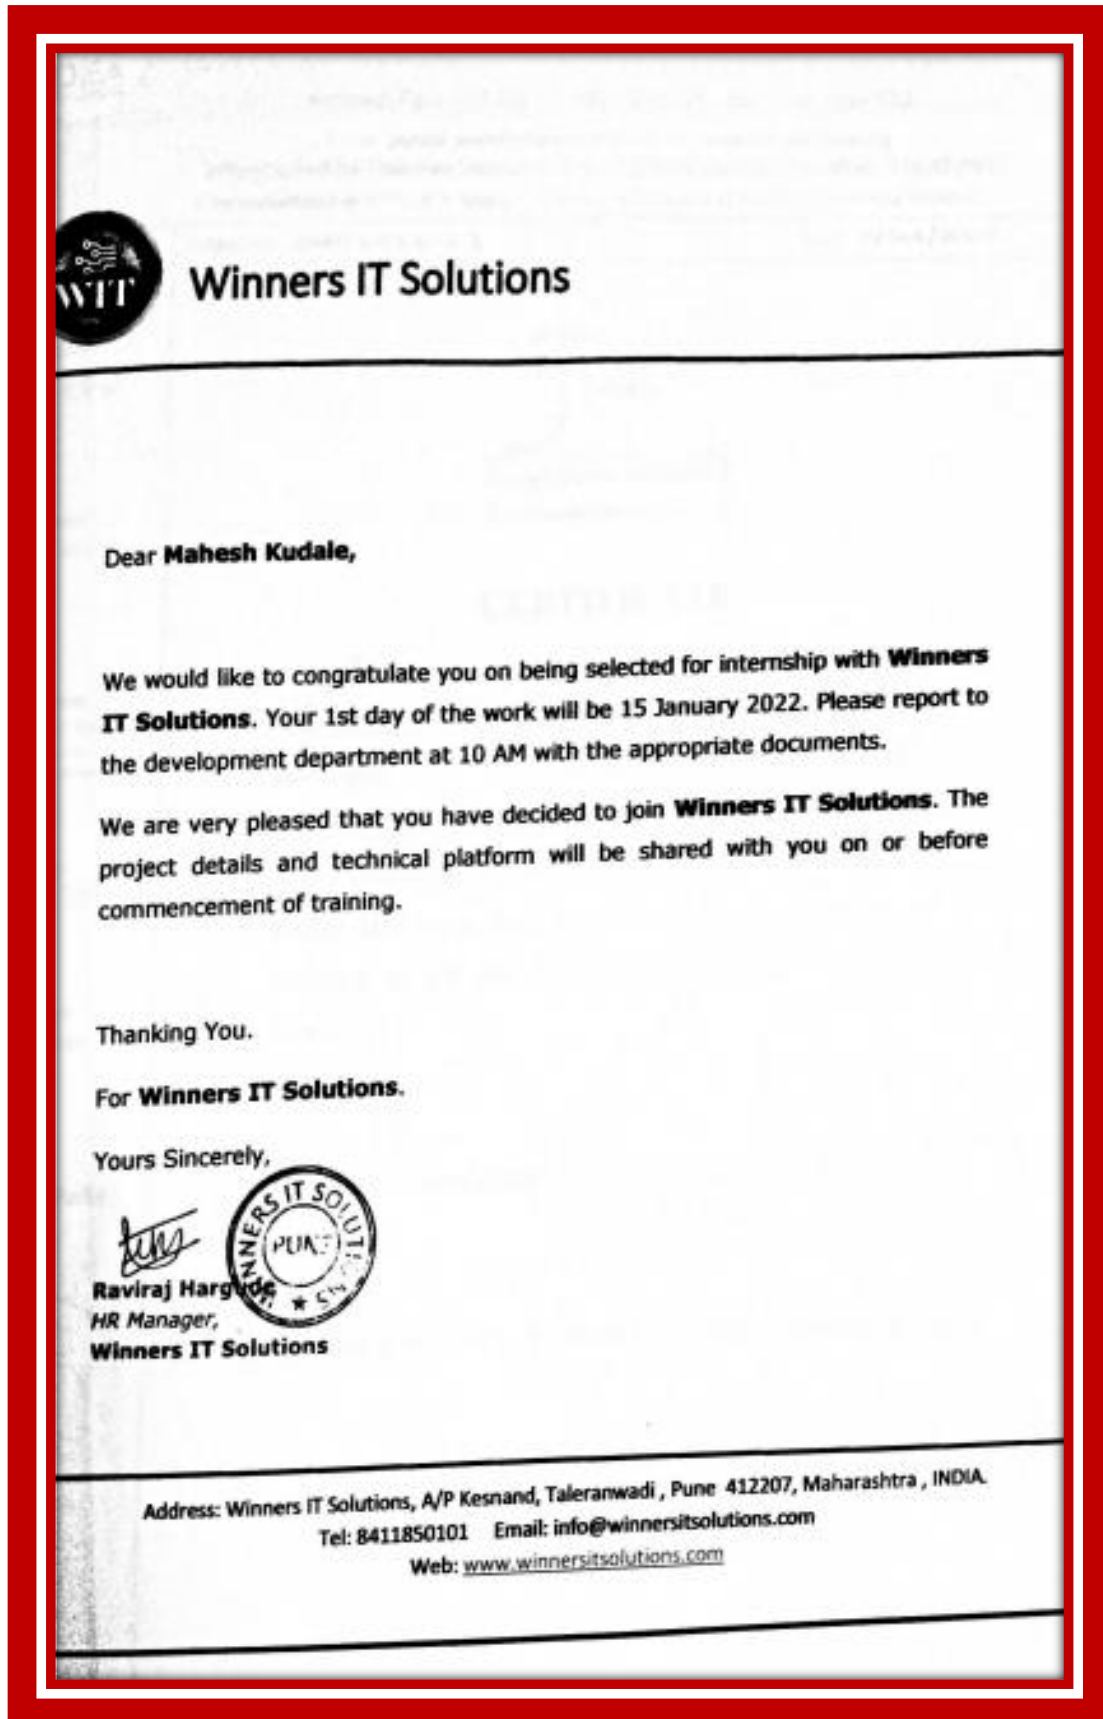 WIT
Winners IT Solutions
Dear Mahesh Kudale,
We would like to congratulate you on being selected for internship with Winners
IT Solutions. Your 1st day of the work will be 15 January 2022. Please report to
the development department at 10 AM with the appropriate documents.
We are very pleased that you have decided to join Winners IT Solutions. The
project details and technical platform will be shared with you on or before
commencement of training.
Thanking You.
For Winners IT Solutions.
Yours Sincerely,
WINNERS IT SOLUTIONS
PUNE
Raviraj Hargude
HR Manager,
Winners IT Solutions
Address: Winners IT Solutions, A/P Kesnand, Taleranwadi , Pune 412207, Maharashtra , INDIA.
Tel: 8411850101 Email: info@winnersitsolutions.com
Web: www.winnersitsolutions.com